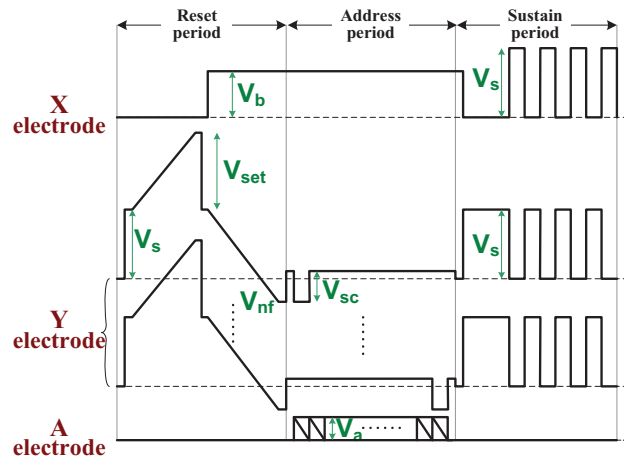 Reset period
Address period
Sustain period
X electrode
V_b
V_s
V_set
V_s
V_s
V_nf
V_sc
Y electrode
A electrode
V_a